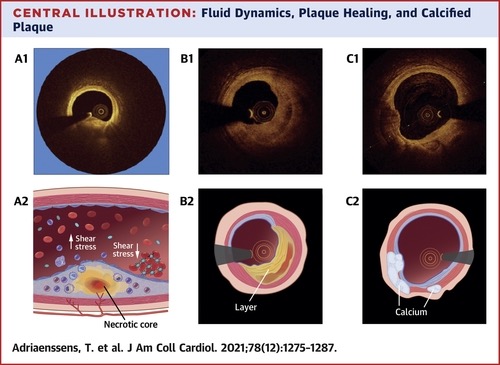 CENTRAL ILLUSTRATION: Fluid Dynamics, Plaque Healing, and Calcified
Plaque
A1
B1
C1
A2
B2
C2
Shear
stress
Shear
stress
Necrotic core
Layer
Calcium
Adriaenssens, T. et al. J Am Coll Cardiol. 2021;78(12):1275–1287.